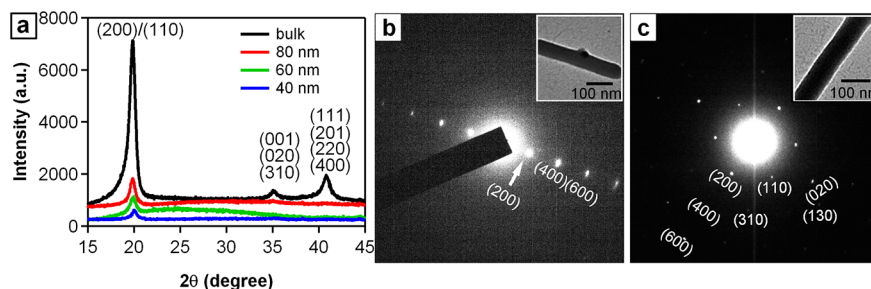 a
(200)/(110)
8000
6000
4000
2000
0
Intensity (a.u.)
bulk
80 nm
60 nm
40 nm
(001)
(020)
(310)
(111)
(201)
(220)
(400)
15 20 25 30 35 40 45
2θ (degree)
b
100 nm
(200)
(400)
(600)
c
100 nm
(200)
(110)
(020)
(130)
(400)
(310)
(600)